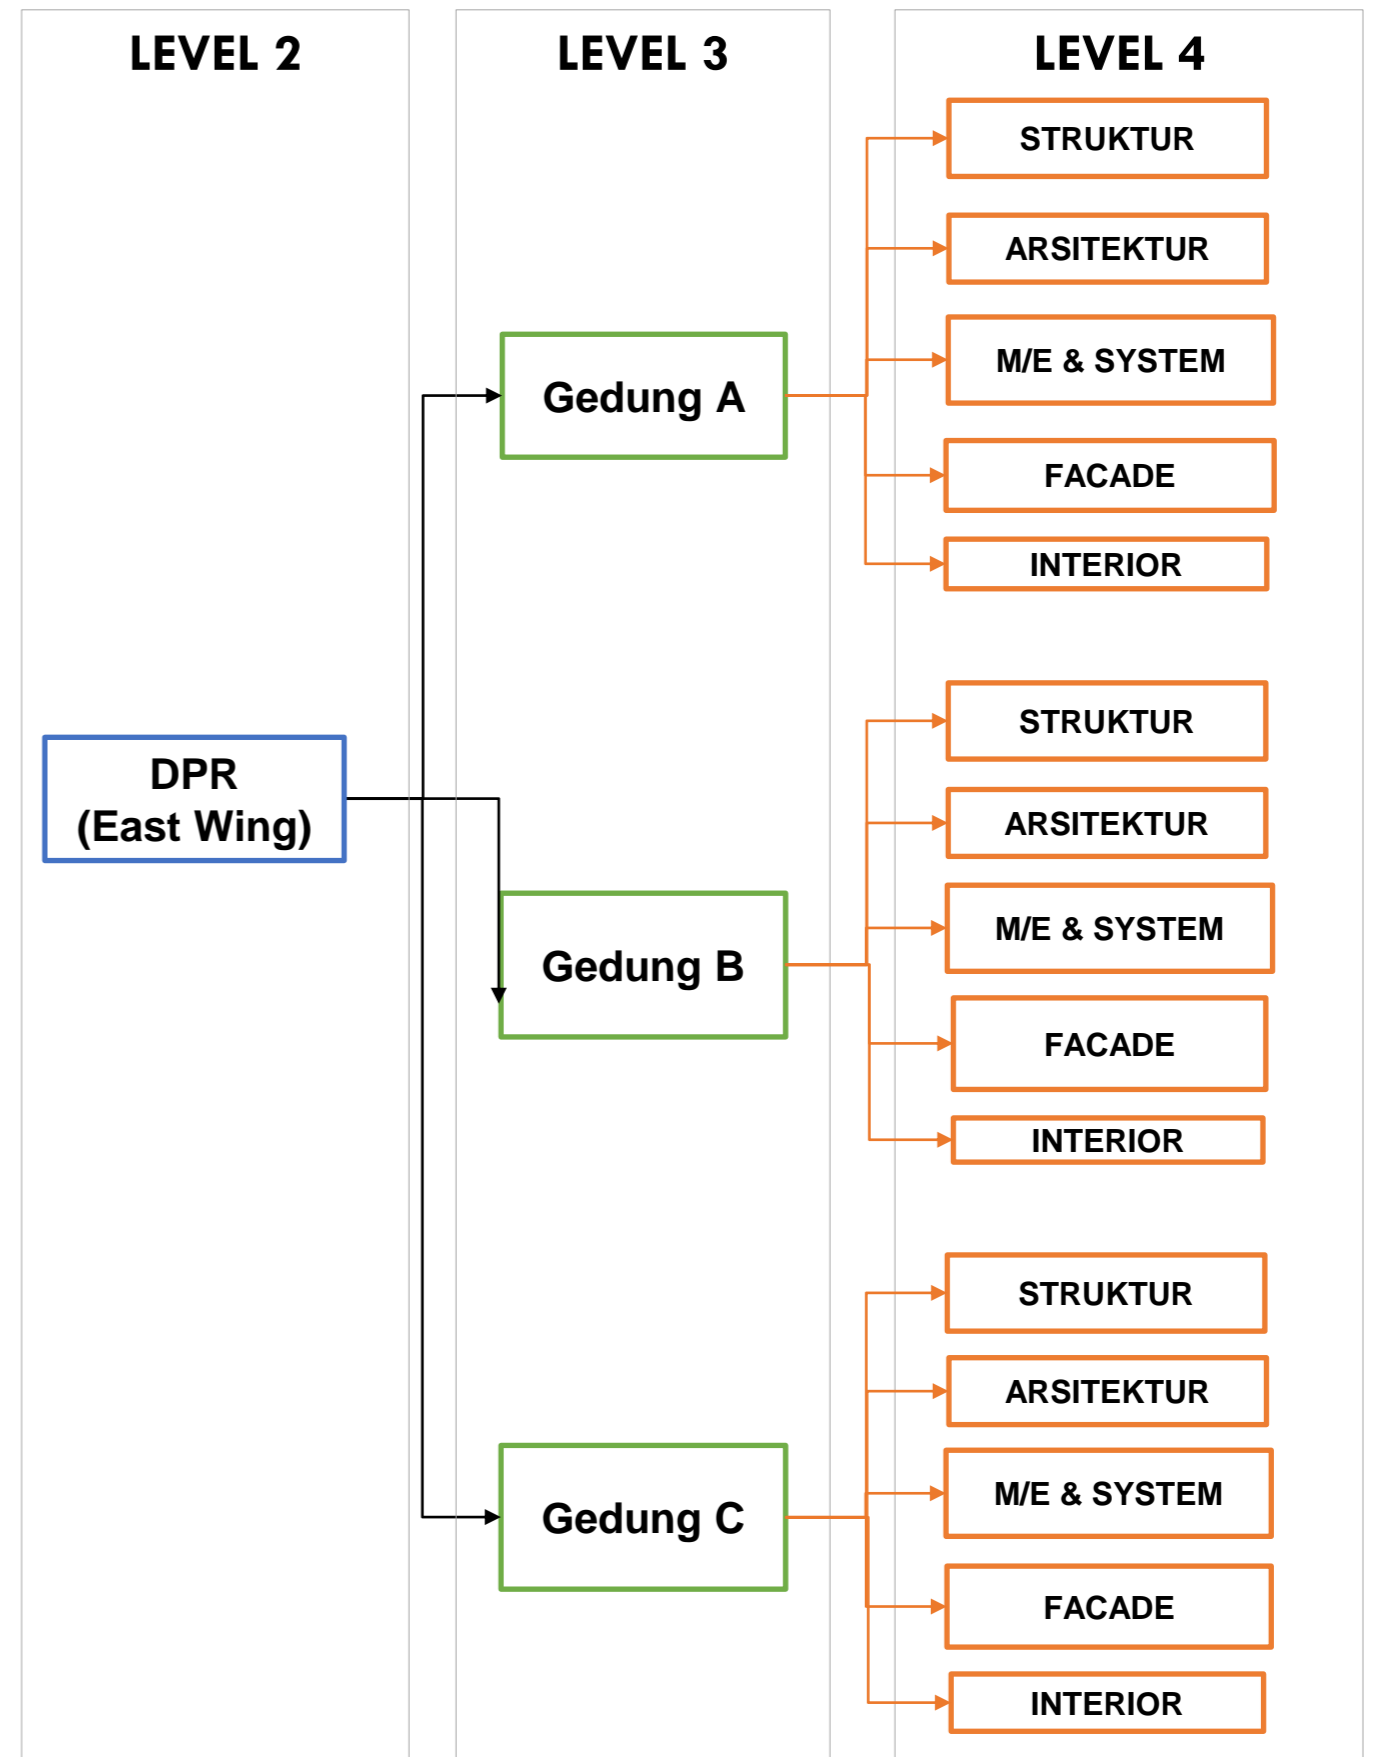 LEVEL 2
LEVEL 3
LEVEL 4
DPR
(East Wing)
Gedung A
STRUKTUR
ARSITEKTUR
M/E & SYSTEM
FACADE
INTERIOR
Gedung B
STRUKTUR
ARSITEKTUR
M/E & SYSTEM
FACADE
INTERIOR
Gedung C
STRUKTUR
ARSITEKTUR
M/E & SYSTEM
FACADE
INTERIOR